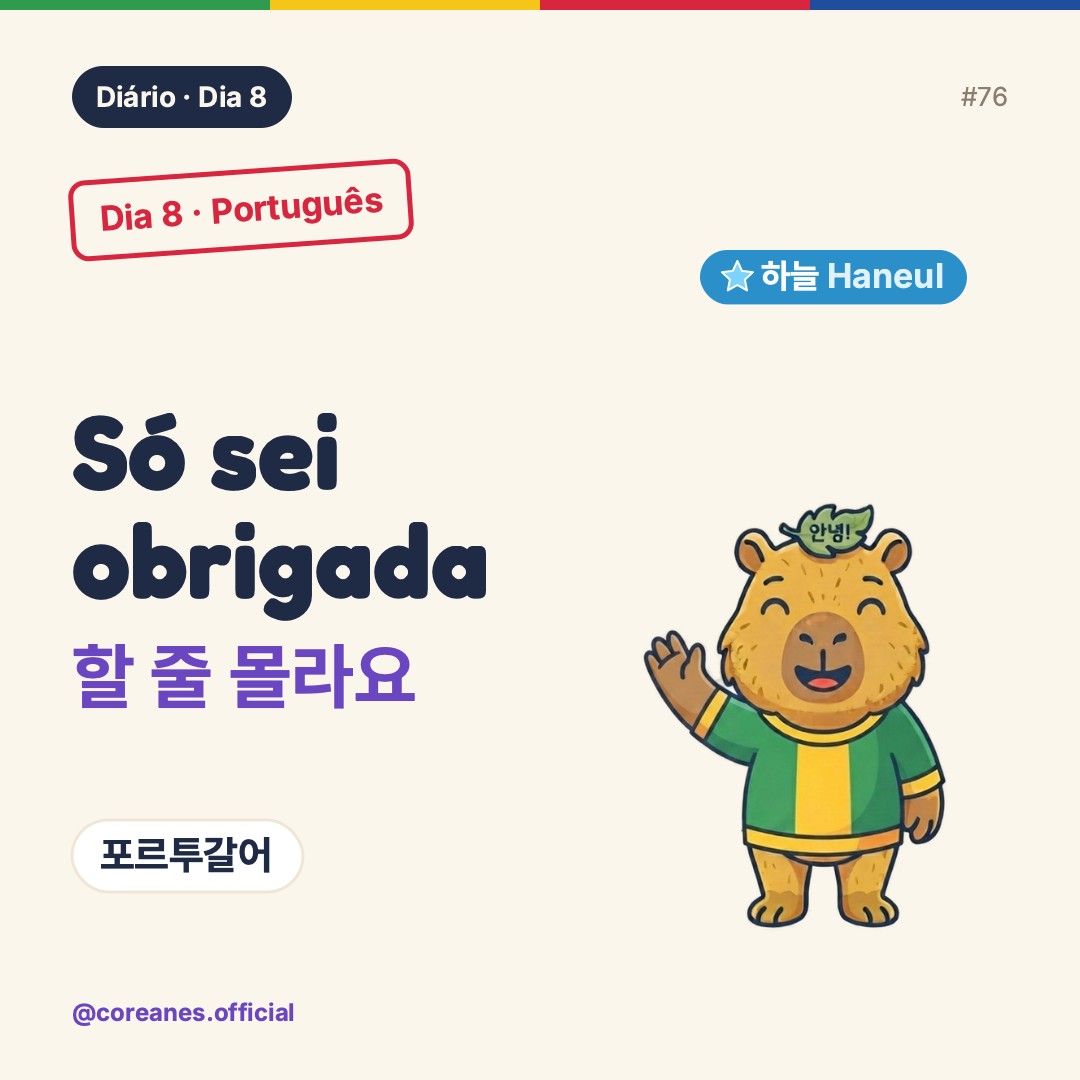 Diário · Dia 8
#76
Dia 8 · Português
하늘 Haneul
Só sei
obrigada
할 줄 몰라요
안녕!
포르투갈어
@coreanes.official